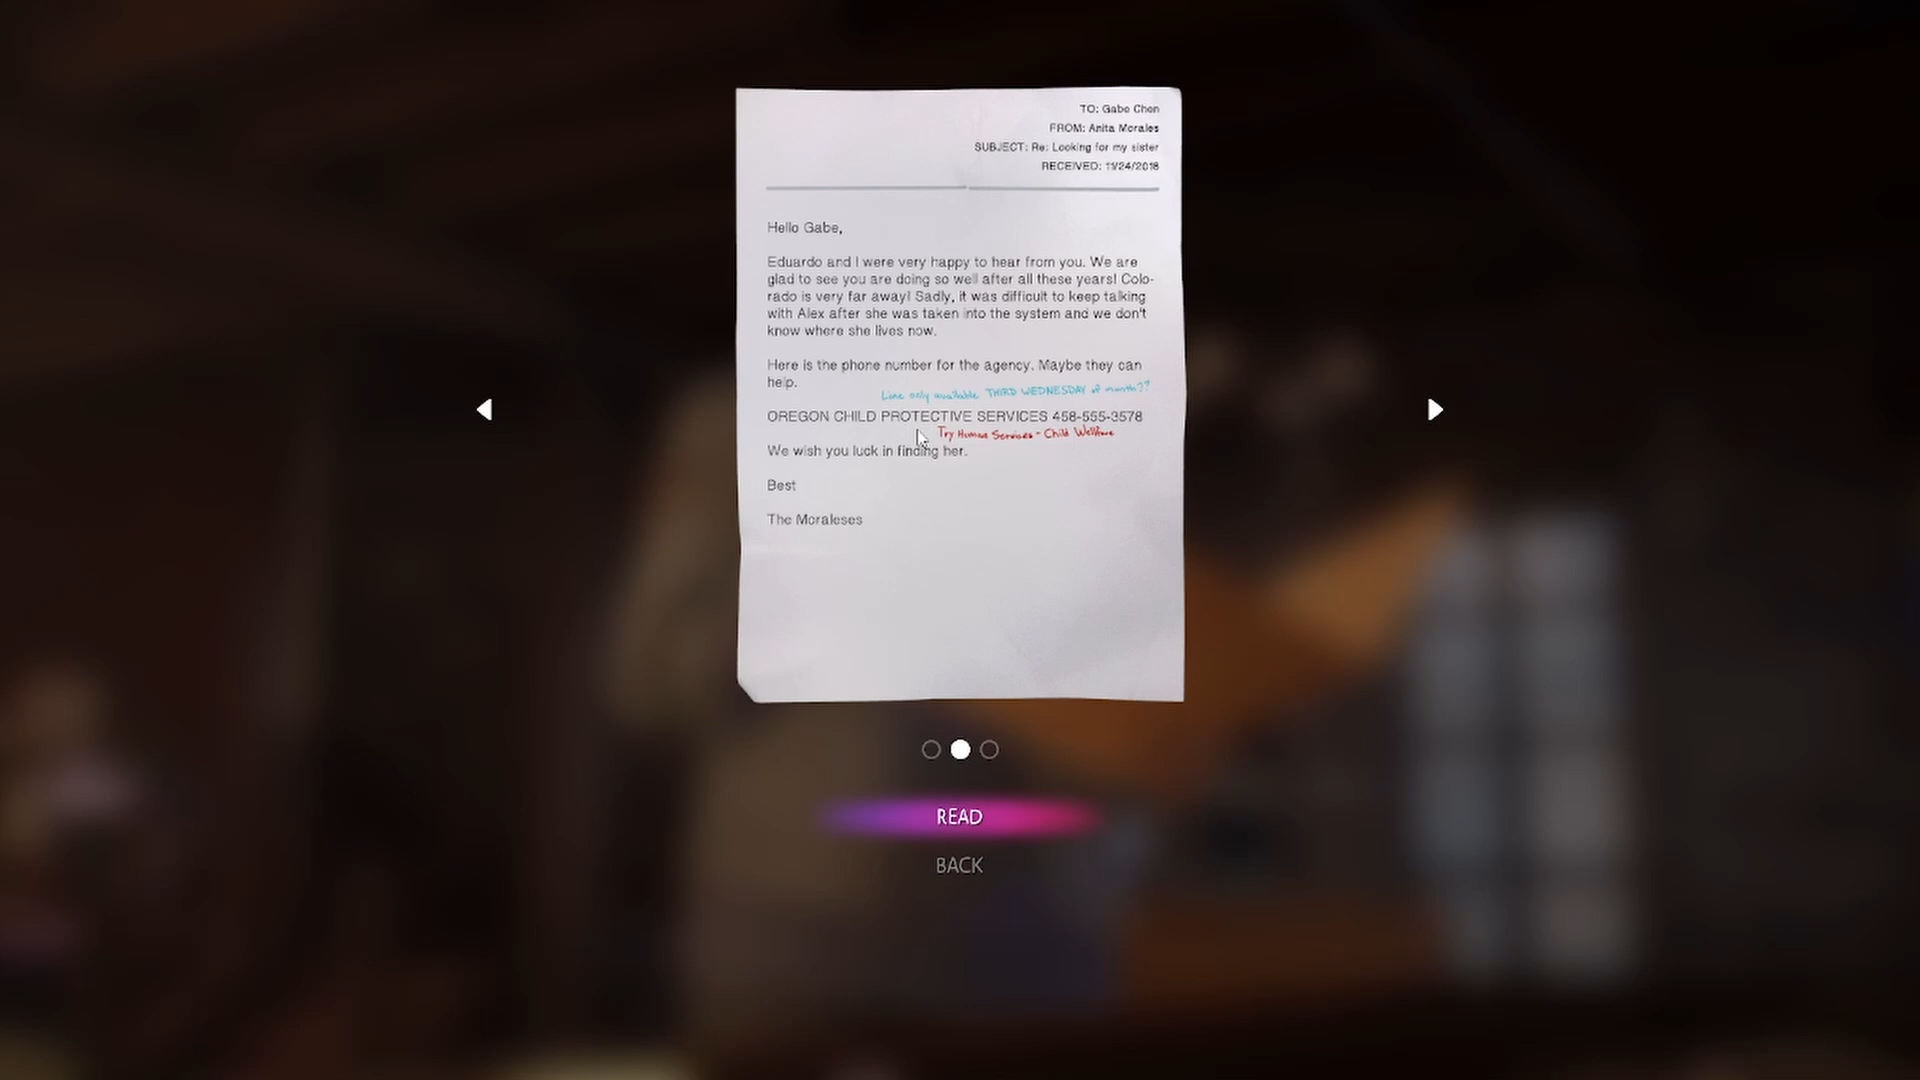 TO: Gabe Chen
FROM: Anita Morales
SUBJECT: Re: Looking for my sister
RECEIVED: 11/24/2018
Hello Gabe,
Eduardo and I were very happy to hear from you. We are
glad to see you are doing so well after all these years! Colo-
rado is very far away! Sadly, it was difficult to keep talking
with Alex after she was taken into the system and we don't
know where she lives now.
Here is the phone number for the agency. Maybe they can
help.
Line only available THIRD WEDNESDAY of month??
OREGON CHILD PROTECTIVE SERVICES 458-555-3578
Try Human Services - Child Welfare
We wish you luck in finding her.
Best
The Moraleses
READ
BACK